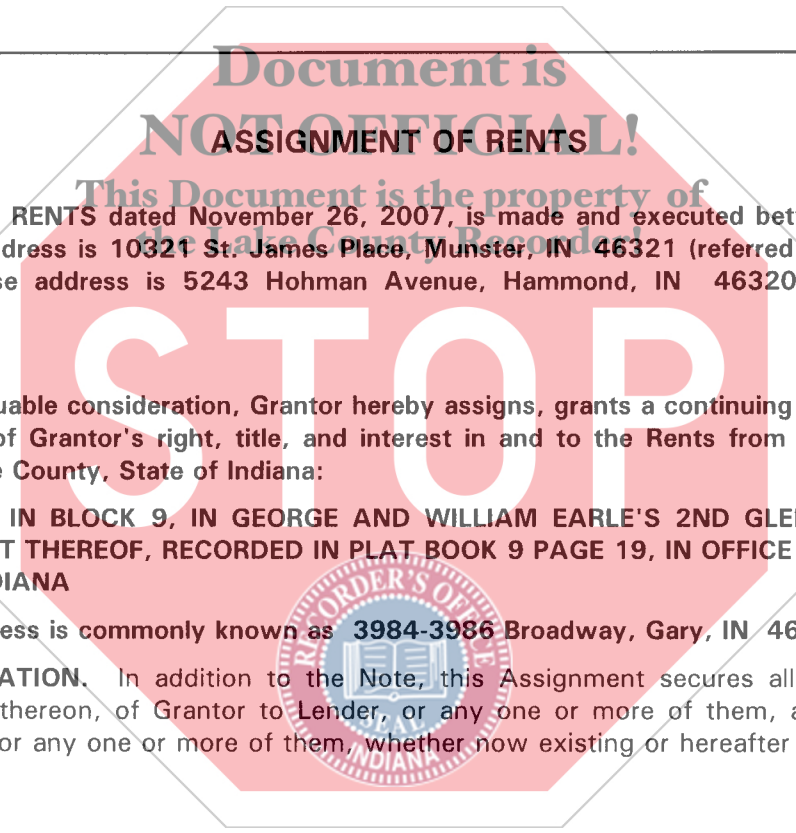 Document is
NOT OFFICIAL!
ASSIGNMENT OF RENTS
This Document is the property of
the Lake County Recorder!
RENTS dated November 26, 2007, is made and executed bet
dress is 10321 St. James Place, Munster, IN 46321 (referred
se address is 5243 Hohman Avenue, Hammond, IN 46320
STOP
uable consideration, Grantor hereby assigns, grants a continuing
of Grantor's right, title, and interest in and to the Rents from
e County, State of Indiana:
IN BLOCK 9, IN GEORGE AND WILLIAM EARLE'S 2ND GLE
T THEREOF, RECORDED IN PLAT BOOK 9 PAGE 19, IN OFFICE
DIANA
ess is commonly known as 3984-3986 Broadway, Gary, IN 46
ATION. In addition to the Note, this Assignment secures all
thereon, of Grantor to Lender, or any one or more of them, a
or any one or more of them, whether now existing or hereafter
RECORDER'S OFFICE
SEAL
INDIANA